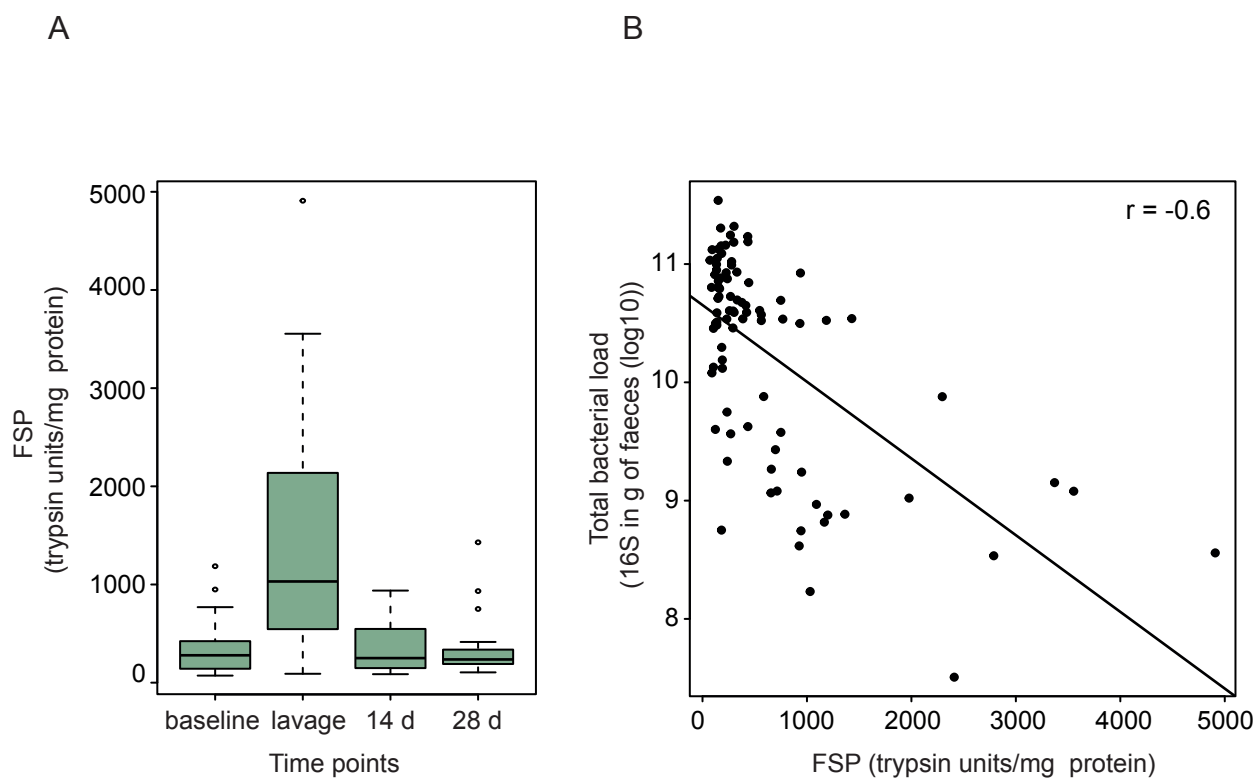 A
B
5000
4000
3000
2000
1000
0
FSP
(trypsin units/mg protein)
baseline lavage 14 d 28 d
Time points
r = -0.6
11
10
9
8
Total bacterial load
(16S in g of faeces (log10))
0 1000 2000 3000 4000 5000
FSP (trypsin units/mg protein)